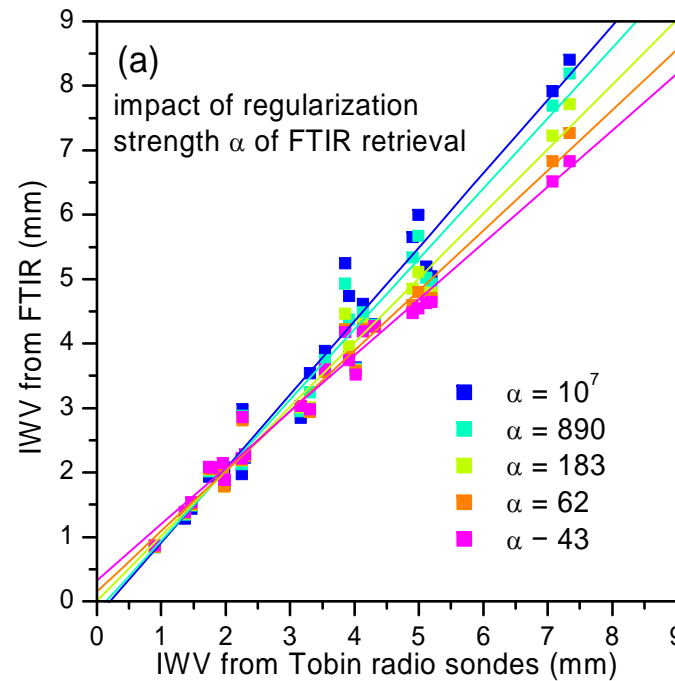 (a)
impact of regularization
strength α of FTIR retrieval
IWV from FTIR (mm)
9
8
7
6
5
4
3
2
1
0
α = 10⁷
α = 890
α = 183
α = 62
α − 43
0 1 2 3 4 5 6 7 8 9
IWV from Tobin radio sondes (mm)